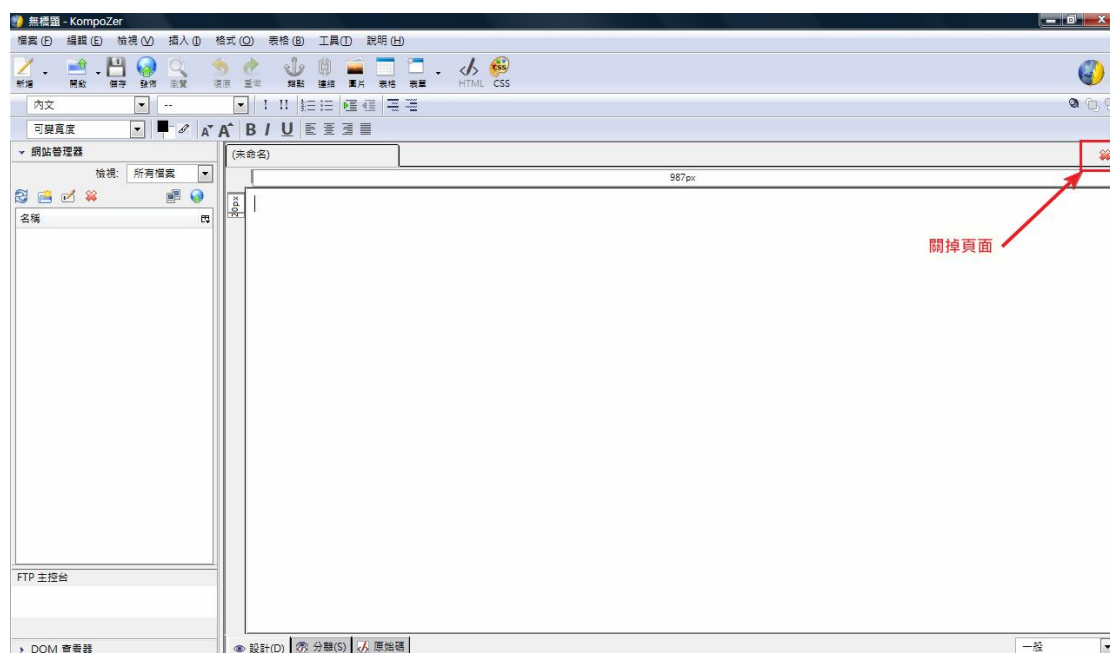 無標題 - KompoZer
檔案(F) 編輯(E) 檢視(V) 插入(I) 格式(O) 表格(B) 工具(T) 說明(H)
新增 開啟 儲存 發佈 瀏覽 復原 重做 錨點 連結 圖片 表格 表單 HTML CSS
內文 --
可變寬度 A A B I U
網站管理器 (未命名)
檢視: 所有檔案 987px
20px
名稱
關掉頁面
FTP 主控台
DOM 查看器 設計(D) 分離(S) 原始碼 一般